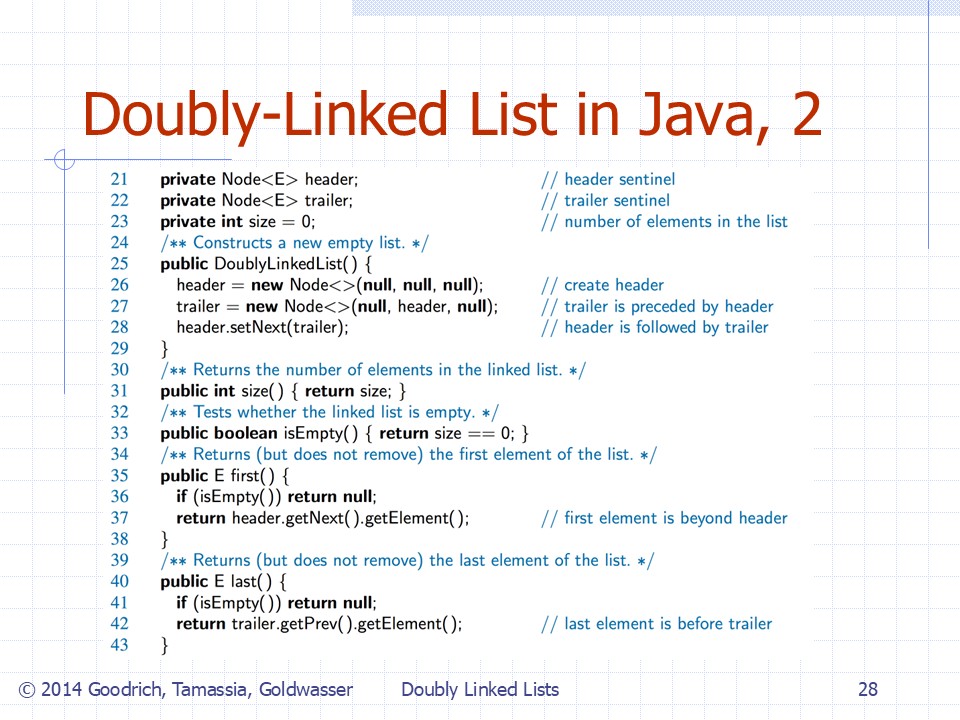 Doubly-Linked List in Java, 2
21 private Node<E> header; // header sentinel
22 private Node<E> trailer; // trailer sentinel
23 private int size = 0; // number of elements in the list
24 /** Constructs a new empty list. */
25 public DoublyLinkedList( ) {
26 header = new Node<>(null, null, null); // create header
27 trailer = new Node<>(null, header, null); // trailer is preceded by header
28 header.setNext(trailer); // header is followed by trailer
29 }
30 /** Returns the number of elements in the linked list. */
31 public int size( ) { return size; }
32 /** Tests whether the linked list is empty. */
33 public boolean isEmpty( ) { return size == 0; }
34 /** Returns (but does not remove) the first element of the list. */
35 public E first( ) {
36 if (isEmpty( )) return null;
37 return header.getNext( ).getElement( ); // first element is beyond header
38 }
39 /** Returns (but does not remove) the last element of the list. */
40 public E last( ) {
41 if (isEmpty( )) return null;
42 return trailer.getPrev( ).getElement( ); // last element is before trailer
43 }
© 2014 Goodrich, Tamassia, Goldwasser Doubly Linked Lists 28